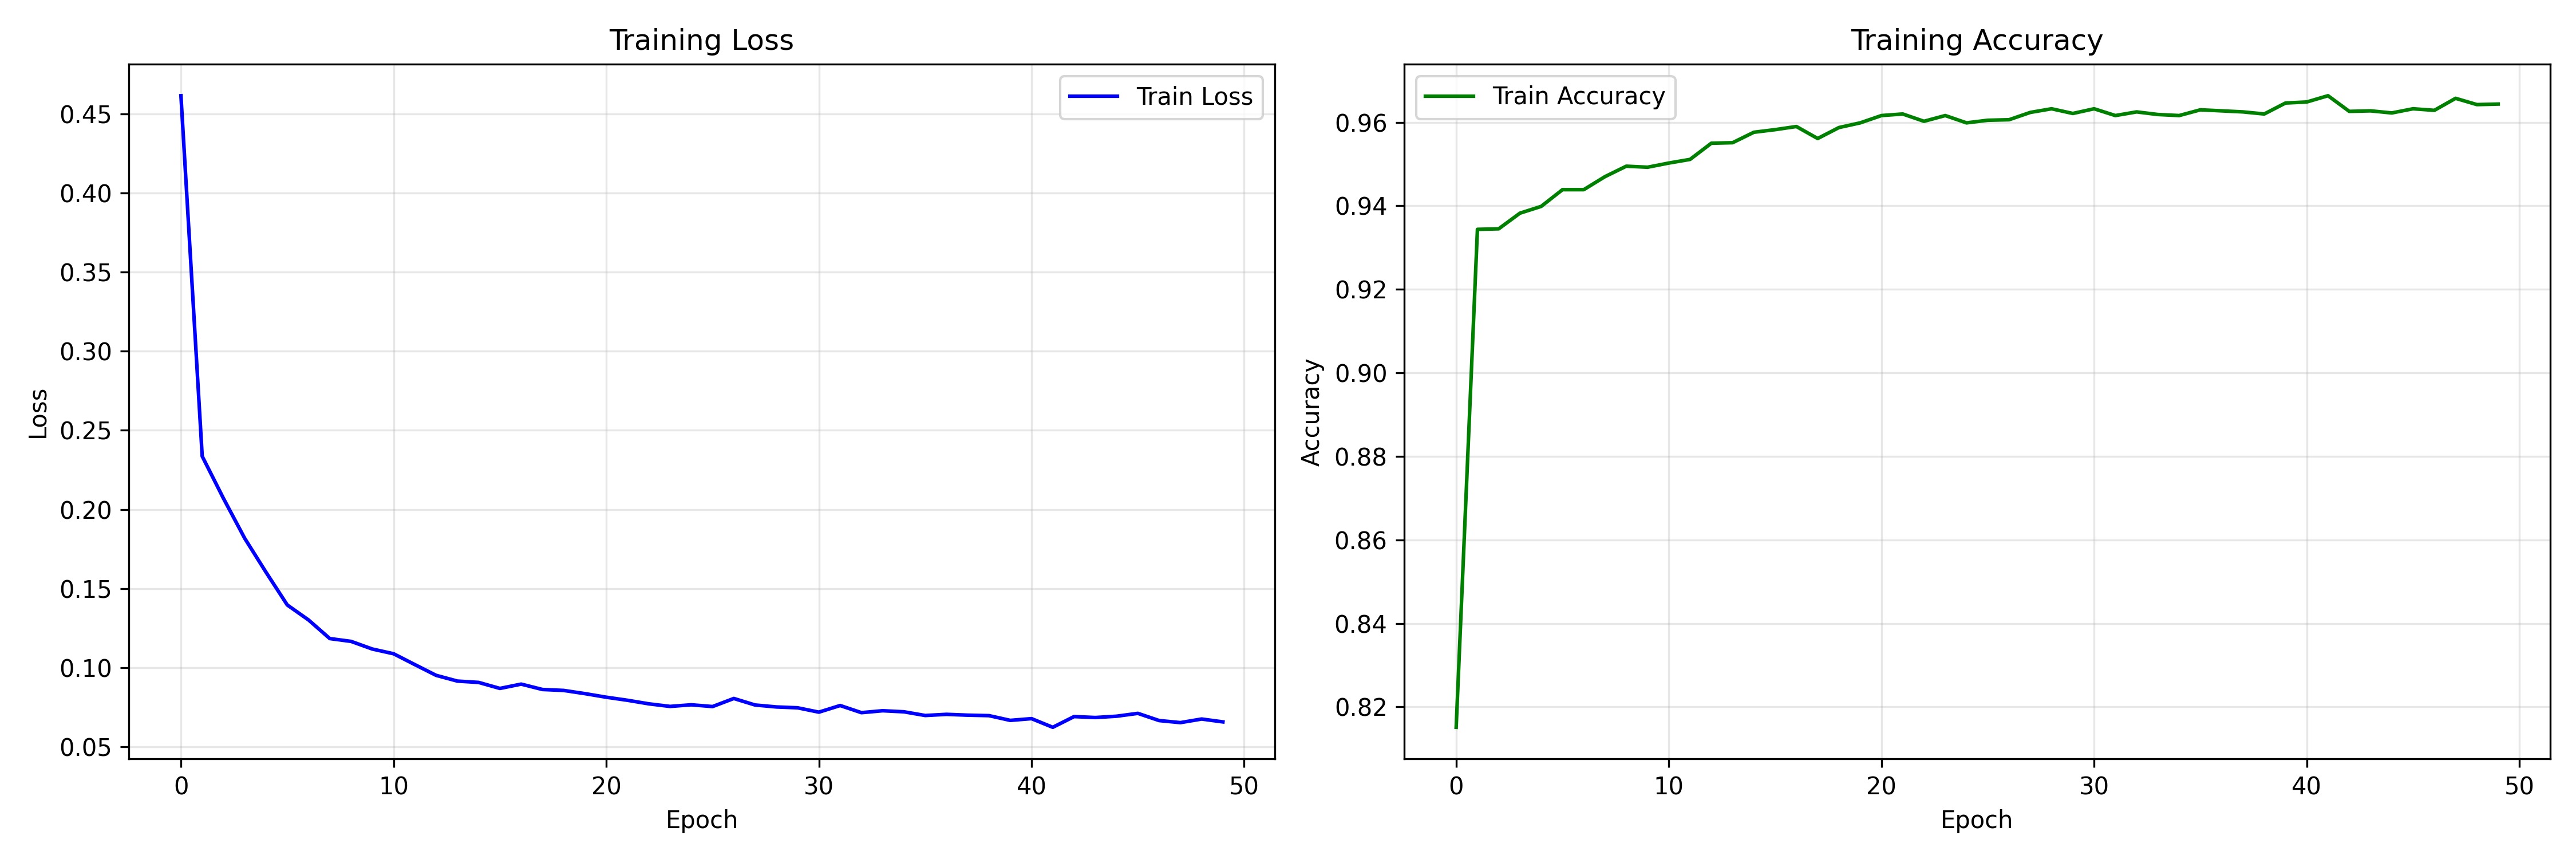 Training Loss
Train Loss
0.45
0.40
0.35
0.30
0.25
0.20
0.15
0.10
0.05
Loss
0 10 20 30 40 50
Epoch
Training Accuracy
Train Accuracy
0.96
0.94
0.92
0.90
0.88
0.86
0.84
0.82
Accuracy
0 10 20 30 40 50
Epoch